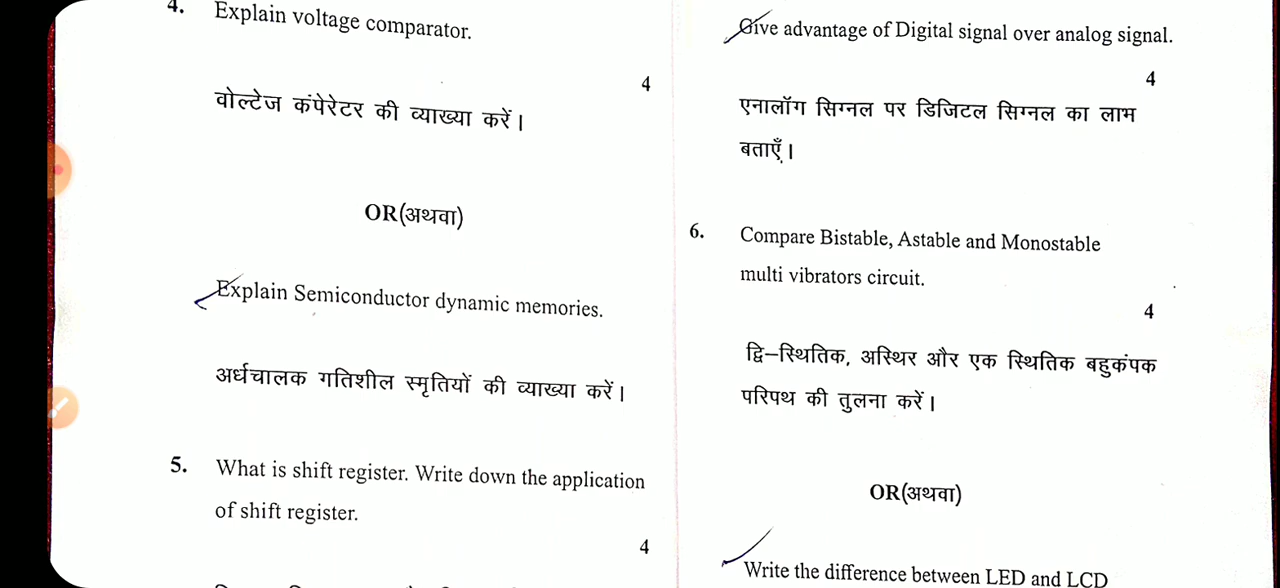 4. Explain voltage comparator.
4
वोल्टेज कंपेरेटर की व्याख्या करें।
OR(अथवा)
Explain Semiconductor dynamic memories.
अर्धचालक गतिशील स्मृतियों की व्याख्या करें।
5. What is shift register. Write down the application
of shift register.
4
Give advantage of Digital signal over analog signal.
4
एनालॉग सिग्नल पर डिजिटल सिग्नल का लाभ
बताएँ।
6. Compare Bistable, Astable and Monostable
multi vibrators circuit.
4
द्वि–स्थितिक, अस्थिर और एक स्थितिक बहुकंपक
परिपथ की तुलना करें।
OR(अथवा)
Write the difference between LED and LCD